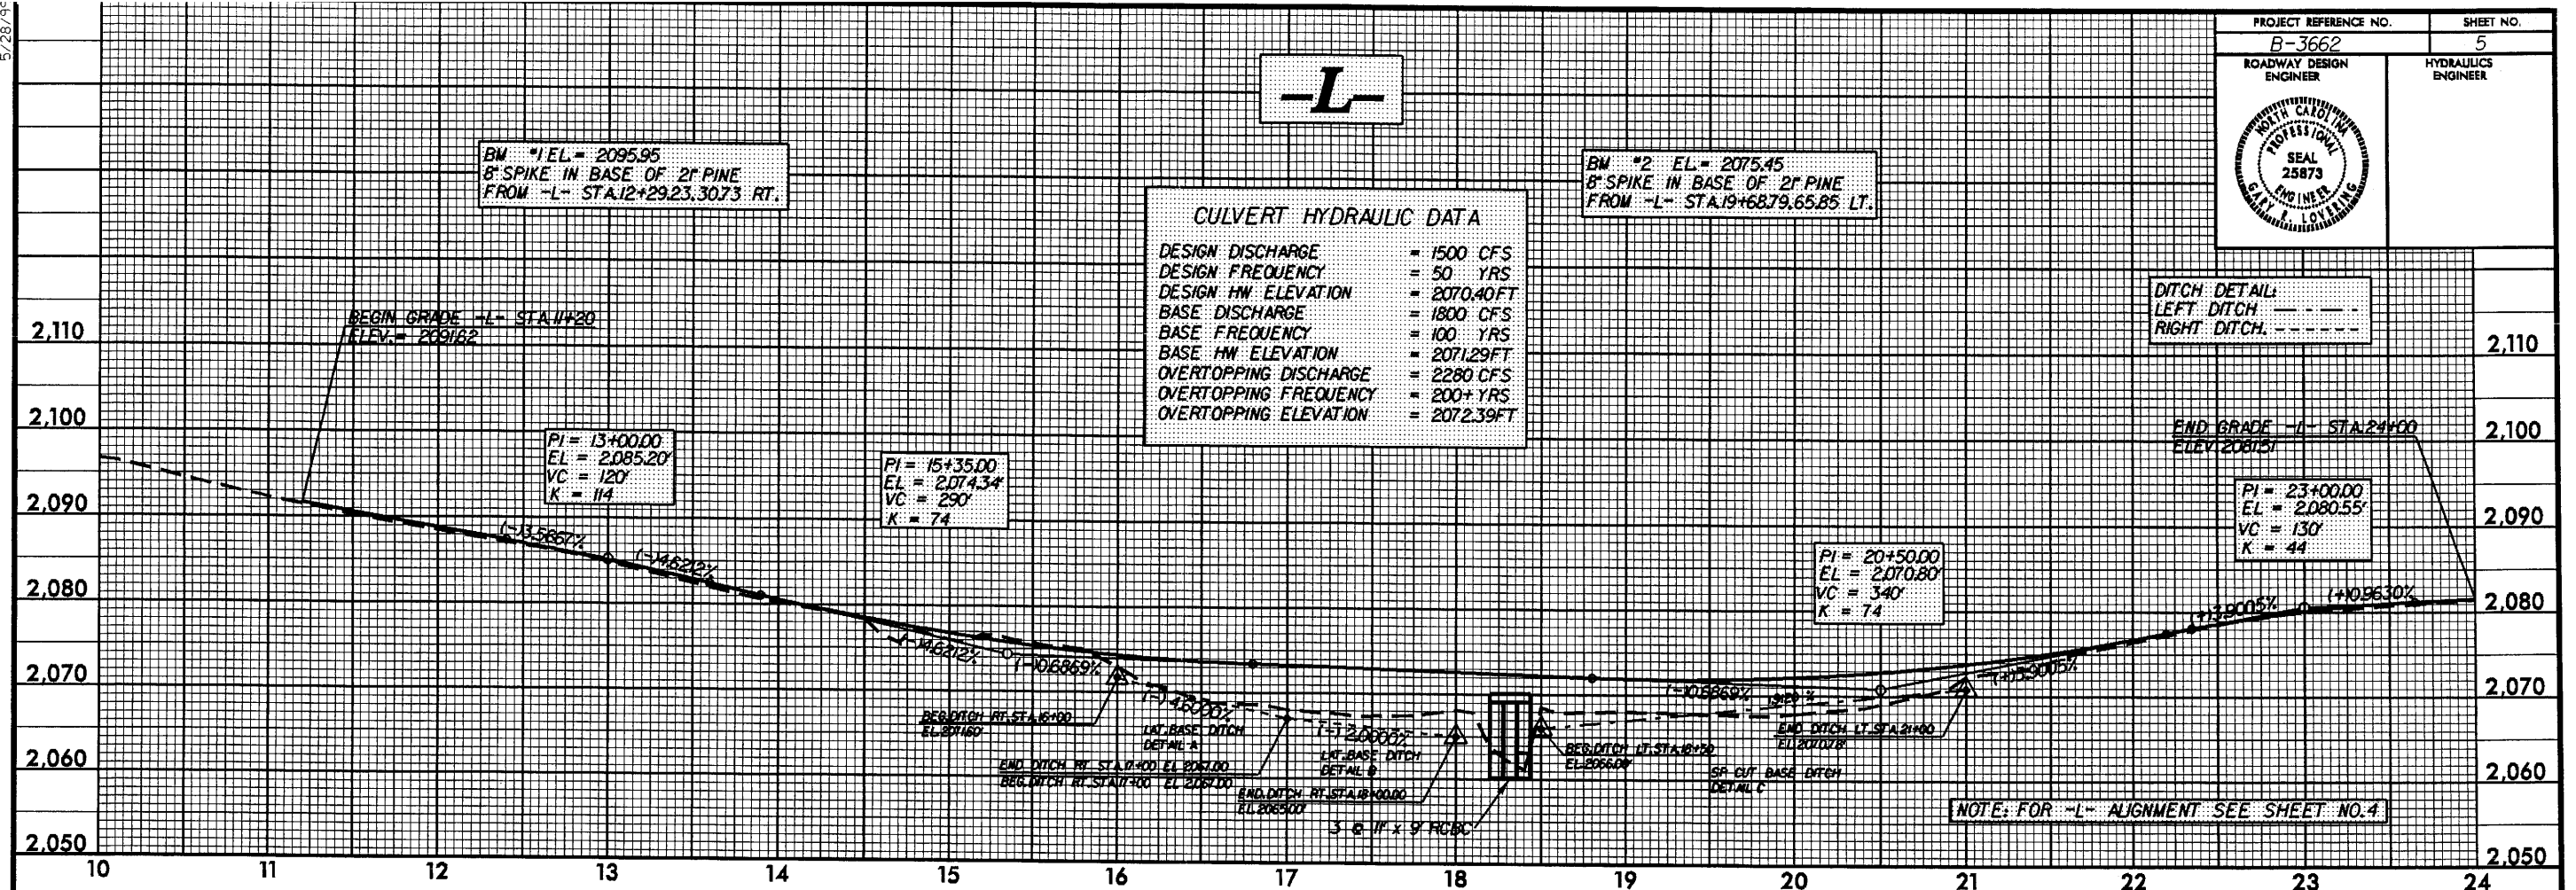 5/28/99
PROJECT REFERENCE NO.
SHEET NO.
B-3662
5
ROADWAY DESIGN
ENGINEER
HYDRAULICS
ENGINEER
NORTH CAROLINA
PROFESSIONAL
SEAL
25873
ENGINEER
GARY R. LOVERING
-L-
BM #1 EL.= 2095.95
8" SPIKE IN BASE OF 21" PINE
FROM -L- STA.12+29.23, 30.73 RT.
BM #2 EL.= 2075.45
8" SPIKE IN BASE OF 21" PINE
FROM -L- STA.19+68.79, 65.85 LT.
CULVERT HYDRAULIC DATA
DESIGN DISCHARGE = 1500 CFS
DESIGN FREQUENCY = 50 YRS
DESIGN HW ELEVATION = 2070.40FT
BASE DISCHARGE = 1800 CFS
BASE FREQUENCY = 100 YRS
BASE HW ELEVATION = 2071.29FT
OVERTOPPING DISCHARGE = 2280 CFS
OVERTOPPING FREQUENCY = 200+ YRS
OVERTOPPING ELEVATION = 2072.39FT
DITCH DETAIL:
LEFT DITCH
RIGHT DITCH
BEGIN GRADE -L- STA.11+20
ELEV.= 2091.62
END GRADE -L- STA.24+00
ELEV. 2081.51
PI = 13+00.00
EL = 2,085.20'
VC = 120'
K = 114
PI = 15+35.00
EL = 2,074.34'
VC = 290'
K = 74
PI = 20+50.00
EL = 2,070.80'
VC = 340'
K = 74
PI = 23+00.00
EL = 2,080.55'
VC = 130'
K = 44
(-)3.5667%
(-)4.6212%
(-)4.6212%
(-)0.6869%
(-)0.6869%
(+)3.9005%
(+)3.9005%
(+)0.9630%
(-)4.6000%
(-)2.0000%
BEG.DITCH RT.STA.16+00
EL.2071.60'
LAT.BASE DITCH
DETAIL A
END DITCH RT STA.17+00 EL 2067.00
BEG.DITCH RT.STA.17+00 EL 2,067.00
LAT.BASE DITCH
DETAIL B
END.DITCH RT.STA.18+00.00
EL.2065.00'
3 @ 11' x 9' RCBC
BEG.DITCH LT.STA.18+50
EL.2066.00'
SP CUT BASE DITCH
DETAIL C
END DITCH LT.STA.21+00
EL.2070.78'
NOTE: FOR -L- ALIGNMENT SEE SHEET NO.4
2,110
2,100
2,090
2,080
2,070
2,060
2,050
2,110
2,100
2,090
2,080
2,070
2,060
2,050
10 11 12 13 14 15 16 17 18 19 20 21 22 23 24